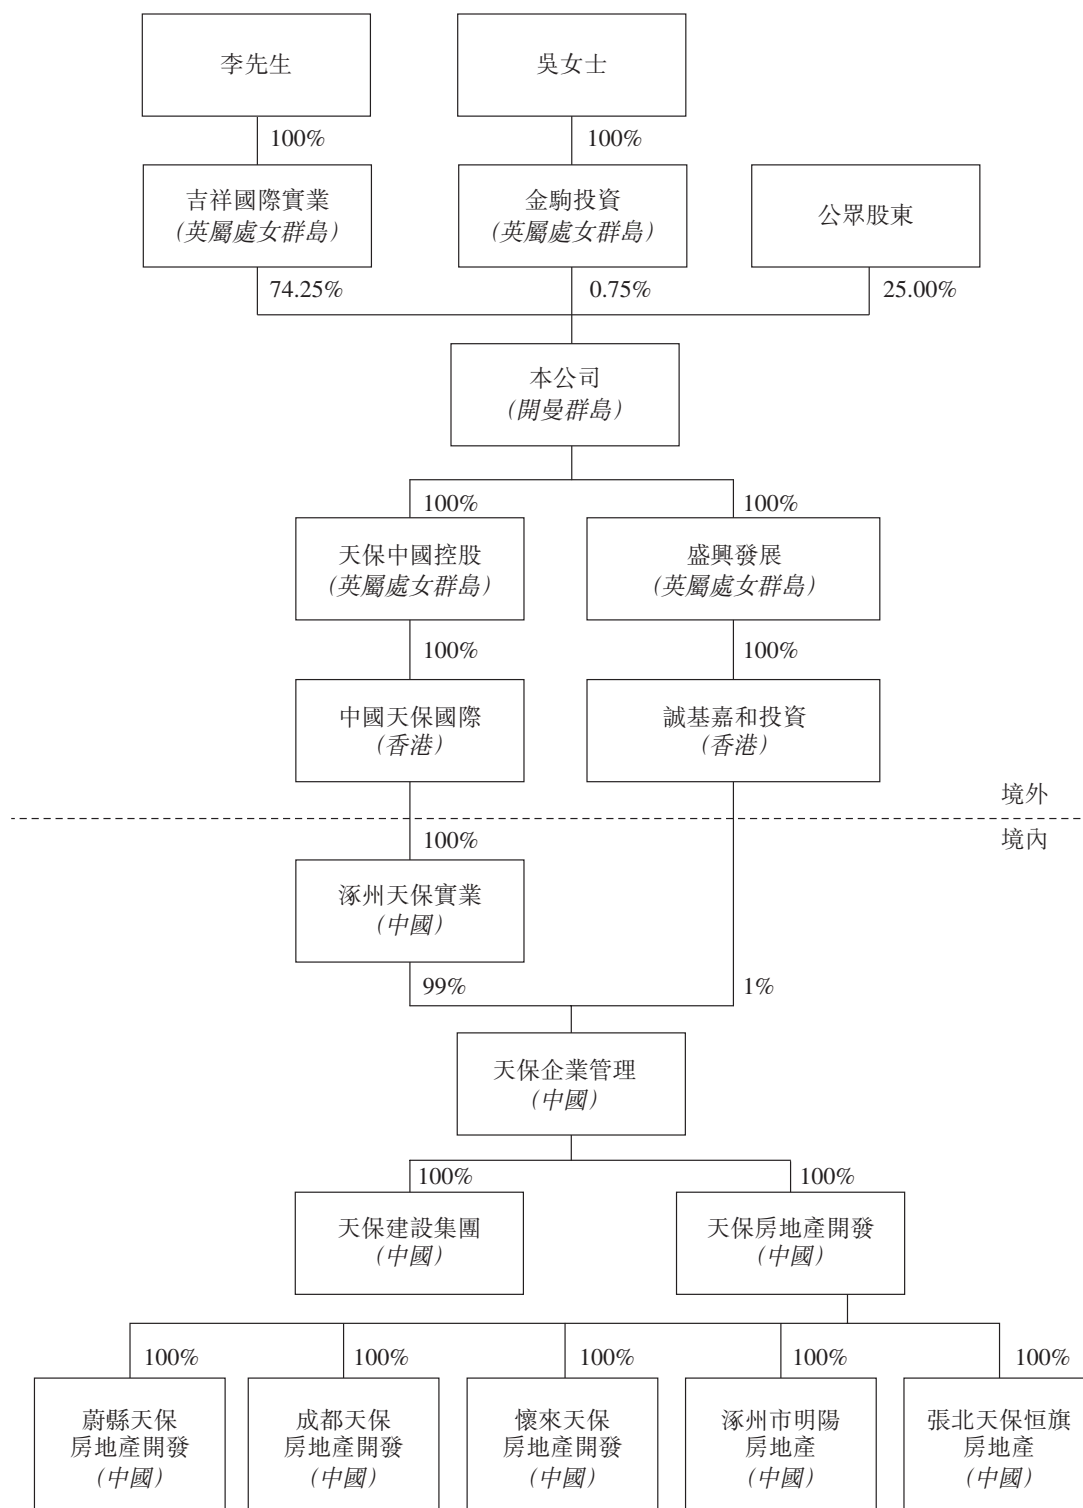 李先生
吳女士
100%
100%
吉祥國際實業
（英屬處女群島）
金駒投資
（英屬處女群島）
公眾股東
74.25%
0.75%
25.00%
本公司
（開曼群島）
100%
100%
天保中國控股
（英屬處女群島）
盛興發展
（英屬處女群島）
100%
100%
中國天保國際
（香港）
誠基嘉和投資
（香港）
境外
境內
100%
涿州天保實業
（中國）
99%
1%
天保企業管理
（中國）
100%
100%
天保建設集團
（中國）
天保房地產開發
（中國）
100%
100%
100%
100%
100%
蔚縣天保
房地產開發
（中國）
成都天保
房地產開發
（中國）
懷來天保
房地產開發
（中國）
涿州市明陽
房地產
（中國）
張北天保恒旗
房地產
（中國）